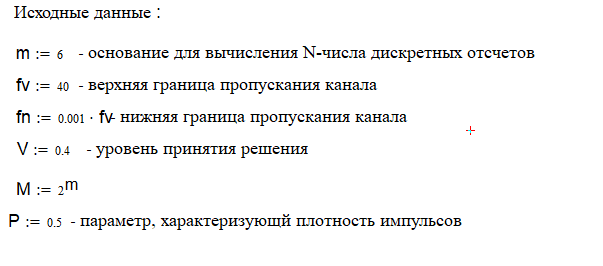 Исходные данные :
m := 6 - основание для вычисления N-числа дискретных отсчетов
fv := 40 - верхняя граница пропускания канала
fn := 0.001 · fv - нижняя граница пропускания канала
V := 0.4 - уровень принятия решения
M := 2^m
P := 0.5 - параметр, характеризующй плотность импульсов